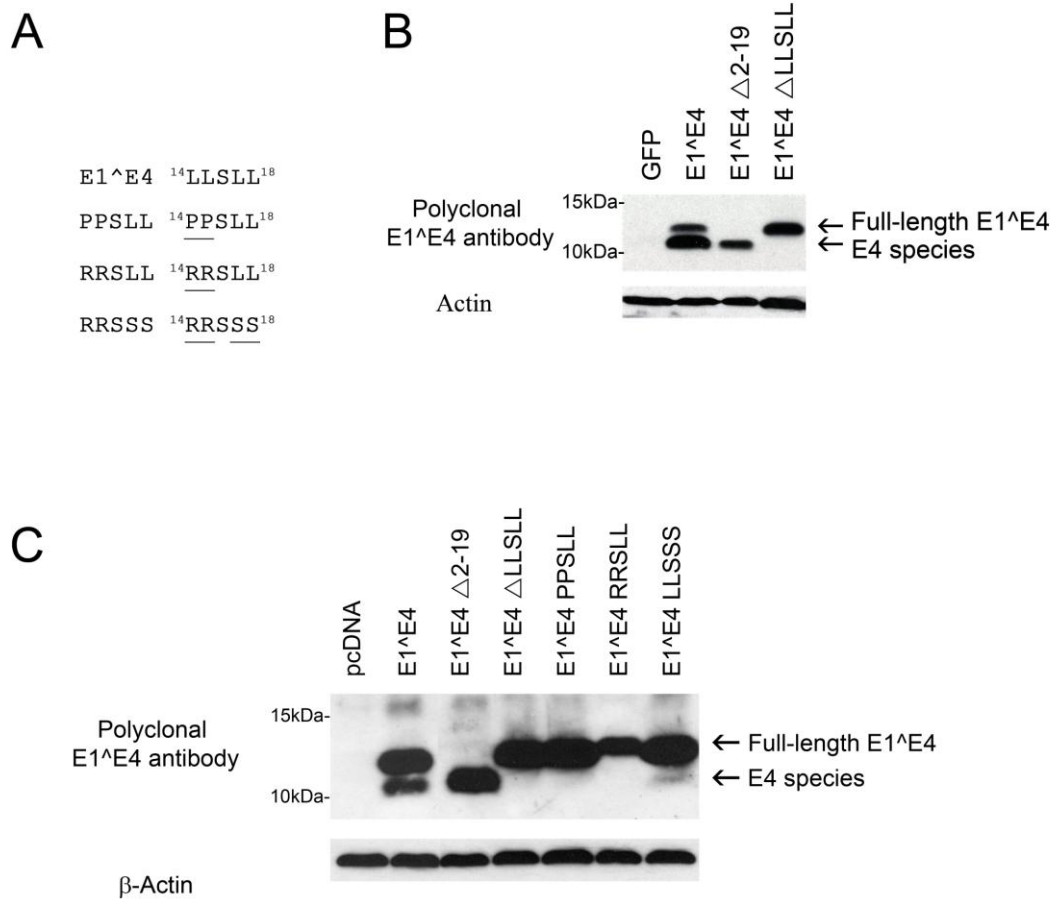 A
E1^E4 ¹⁴LLSLL¹⁸
PPSLL ¹⁴PPSLL¹⁸
RRSLL ¹⁴RRSLL¹⁸
RRSSS ¹⁴RRSSS¹⁸
B
GFP
E1^E4
E1^E4 △2-19
E1^E4 △LLSLL
Polyclonal
E1^E4 antibody
15kDa-
10kDa-
← Full-length E1^E4
← E4 species
Actin
C
pcDNA
E1^E4
E1^E4 △2-19
E1^E4 △LLSLL
E1^E4 PPSLL
E1^E4 RRSLL
E1^E4 LLSSS
Polyclonal
E1^E4 antibody
15kDa-
10kDa-
← Full-length E1^E4
← E4 species
β-Actin